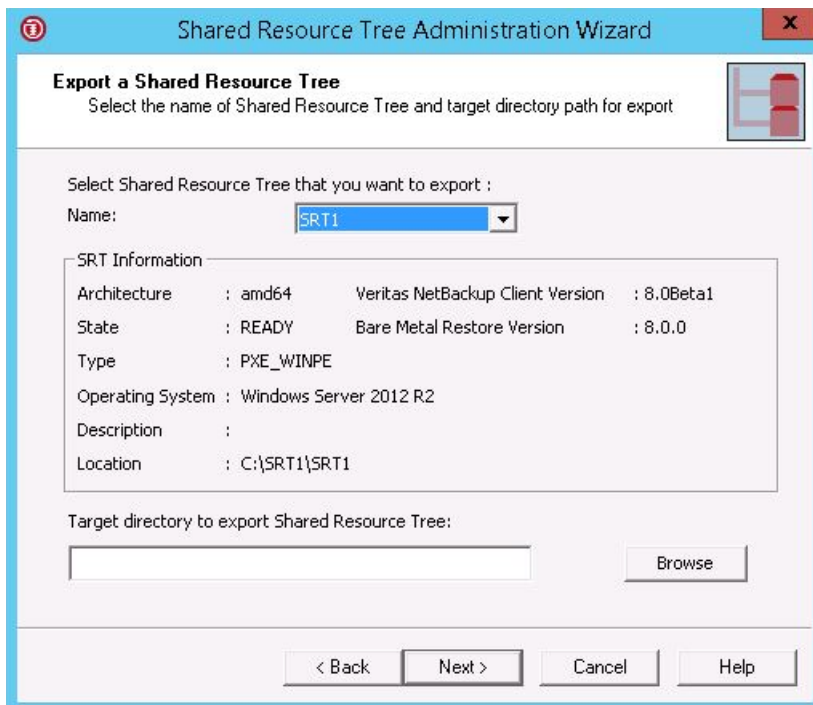 Shared Resource Tree Administration Wizard
x
Export a Shared Resource Tree
Select the name of Shared Resource Tree and target directory path for export
Select Shared Resource Tree that you want to export :
Name: SRT1
SRT Information
Architecture : amd64 Veritas NetBackup Client Version : 8.0Beta1
State : READY Bare Metal Restore Version : 8.0.0
Type : PXE_WINPE
Operating System : Windows Server 2012 R2
Description :
Location : C:\SRT1\SRT1
Target directory to export Shared Resource Tree:
Browse
< Back Next > Cancel Help